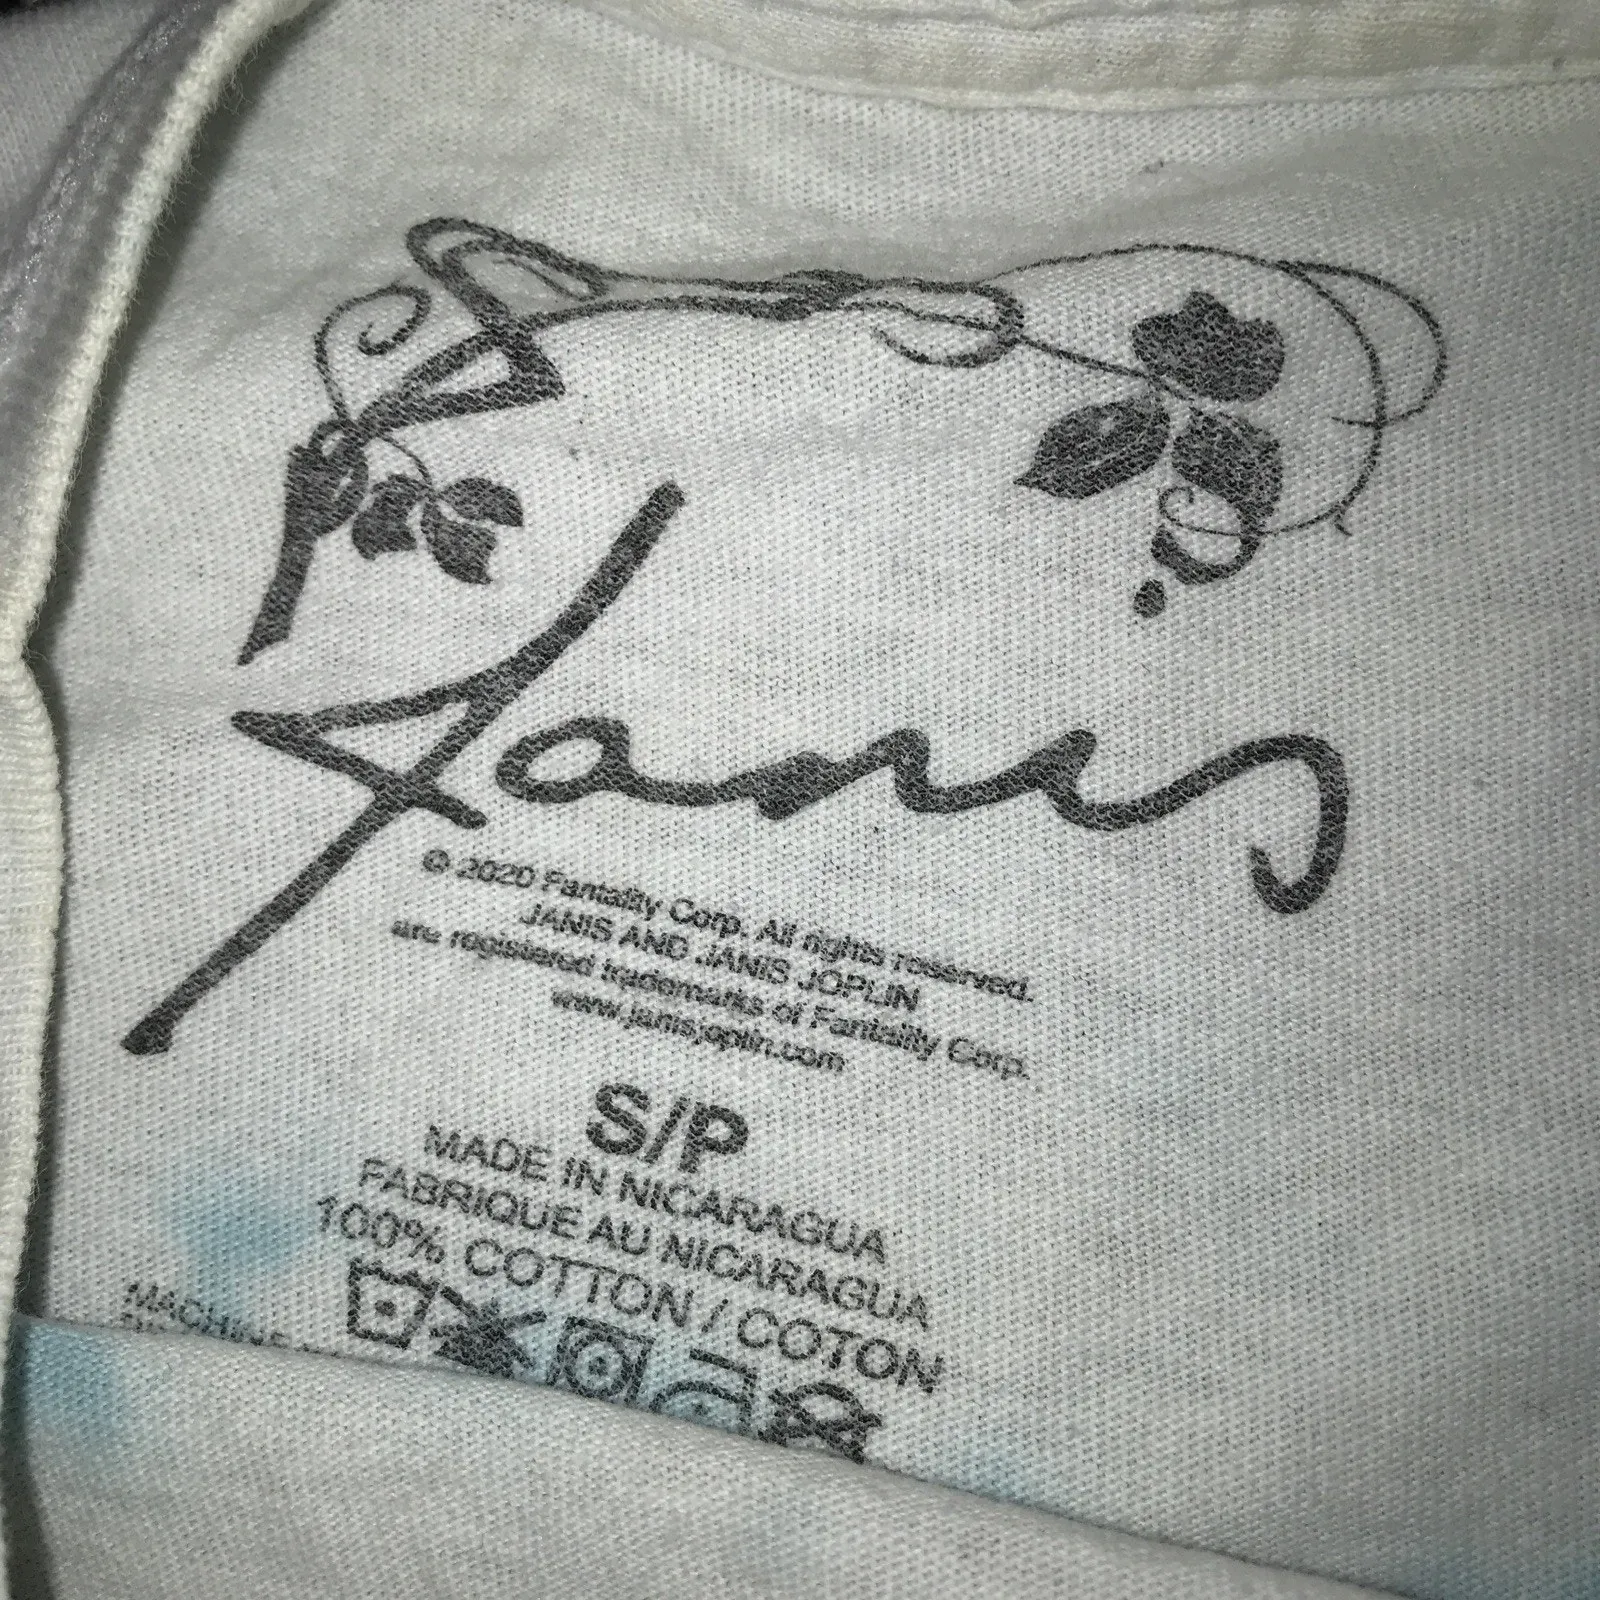 Janis
© 2020 Fantality Corp. All rights reserved.
JANIS AND JANIS JOPLIN
are registered trademarks of Fantality Corp.
www.janisjoplin.com
S/P
MADE IN NICARAGUA
FABRIQUE AU NICARAGUA
100% COTTON / COTON
MACHINE